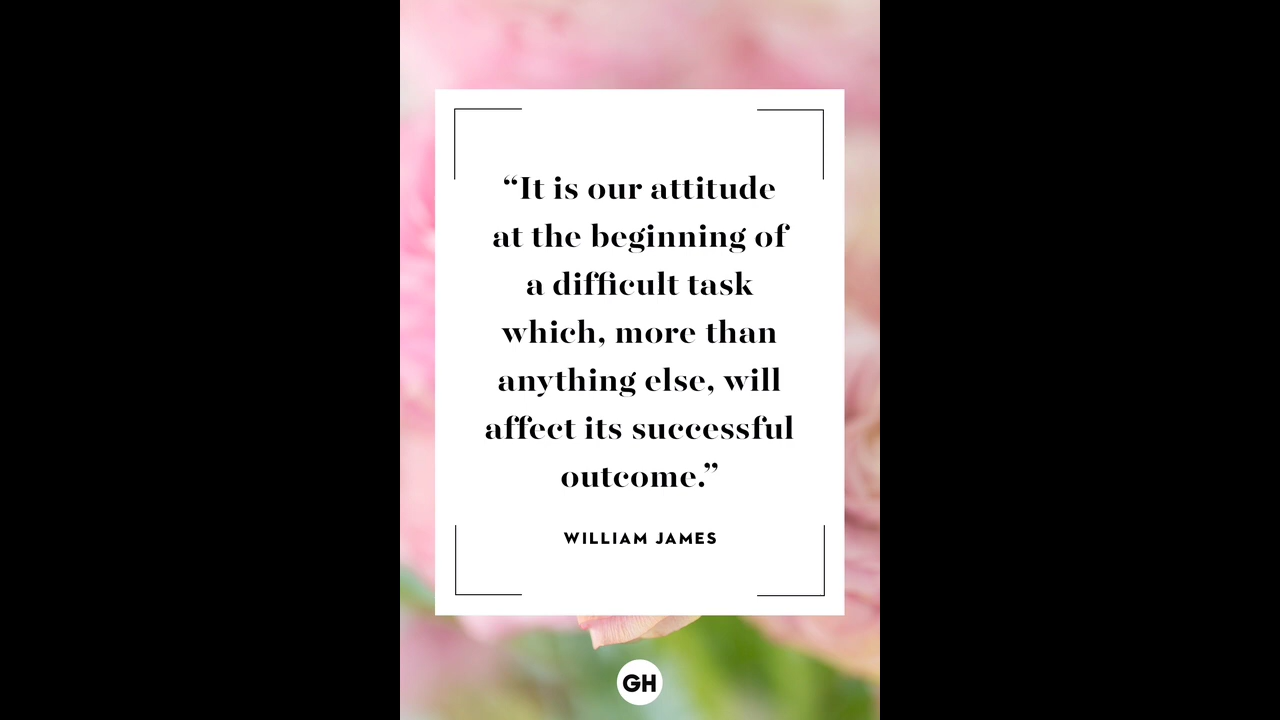 “It is our attitude
at the beginning of
a difficult task
which, more than
anything else, will
affect its successful
outcome.”
WILLIAM JAMES
GH